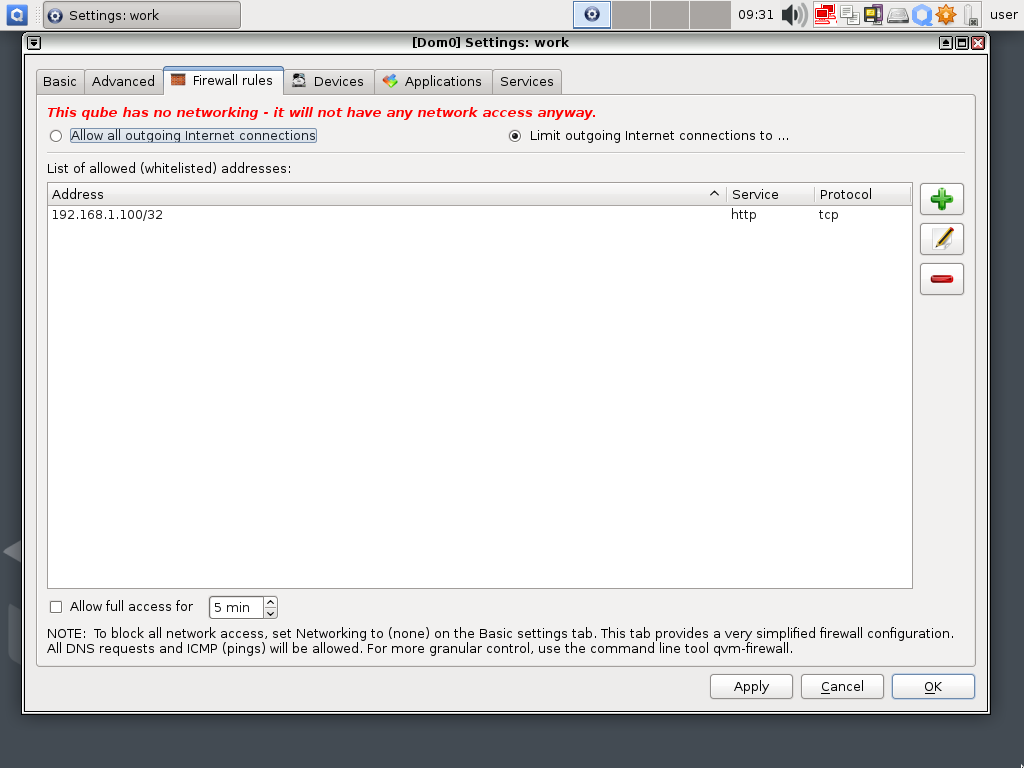 Settings: work
09:31
user
[Dom0] Settings: work
Basic
Advanced
Firewall rules
Devices
Applications
Services
This qube has no networking - it will not have any network access anyway.
Allow all outgoing Internet connections
Limit outgoing Internet connections to ...
List of allowed (whitelisted) addresses:
Address Service Protocol
192.168.1.100/32 http tcp
Allow full access for 5 min
NOTE: To block all network access, set Networking to (none) on the Basic settings tab. This tab provides a very simplified firewall configuration.
All DNS requests and ICMP (pings) will be allowed. For more granular control, use the command line tool qvm-firewall.
Apply
Cancel
OK